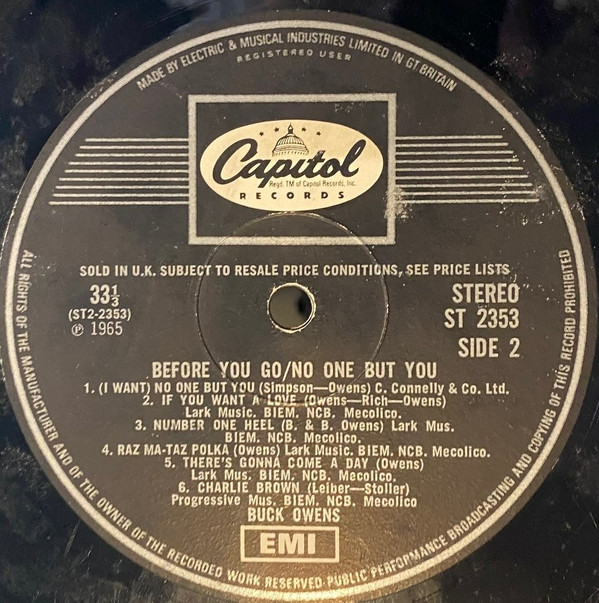 MADE BY ELECTRIC & MUSICAL INDUSTRIES LIMITED IN GT. BRITAIN
REGISTERED USER
Capitol
Regd. TM of Capitol Records, Inc.
RECORDS
SOLD IN U.K. SUBJECT TO RESALE PRICE CONDITIONS, SEE PRICE LISTS
33 1/3
(ST2-2353)
Ⓟ 1965
STEREO
ST 2353
SIDE 2
BEFORE YOU GO/NO ONE BUT YOU
1. (I WANT) NO ONE BUT YOU (Simpson—Owens) C. Connelly & Co. Ltd.
2. IF YOU WANT A LOVE (Owens—Rich—Owens)
Lark Music. BIEM. NCB. Mecolico.
3. NUMBER ONE HEEL (B. & B. Owens) Lark Mus.
BIEM. NCB. Mecolico.
4. RAZ MA-TAZ POLKA (Owens) Lark Music. BIEM. NCB. Mecolico.
5. THERE'S GONNA COME A DAY (Owens)
Lark Mus. BIEM. NCB. Mecolico.
6. CHARLIE BROWN (Leiber—Stoller)
Progressive Mus. BIEM. NCB. Mecolico
BUCK OWENS
EMI
ALL RIGHTS OF THE MANUFACTURER AND OF THE OWNER OF THE RECORDED WORK RESERVED·PUBLIC PERFORMANCE BROADCASTING AND COPYING OF THIS RECORD PROHIBITED